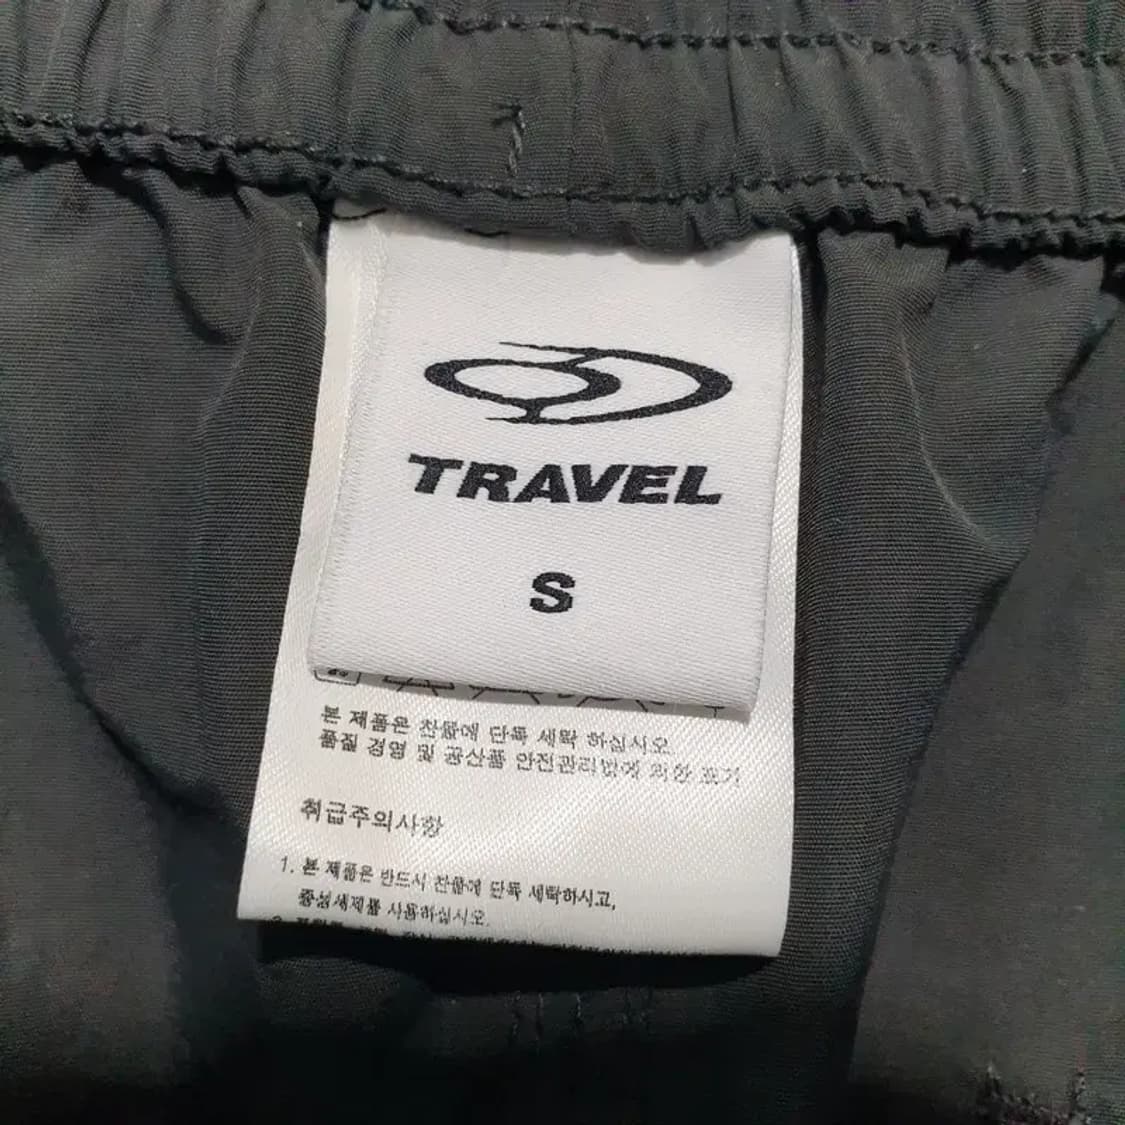 TRAVEL
S
본 제품은 찬물에 단독 세탁 하십시오.
품질 경영 및 공산품 안전관리법에 의한 표기
취급주의사항
1. 본 제품은 반드시 찬물에 단독 세탁하시고,
중성세제를 사용하십시오.